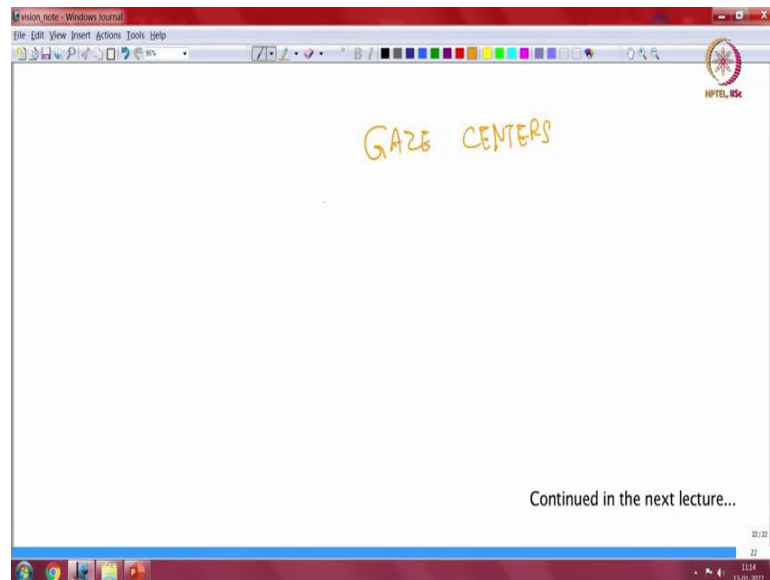 vision_note - Windows Journal
File Edit View Insert Actions Tools Help
NPTEL, IISc
GAZE CENTERS
Continued in the next lecture...
22/22
22
11:14